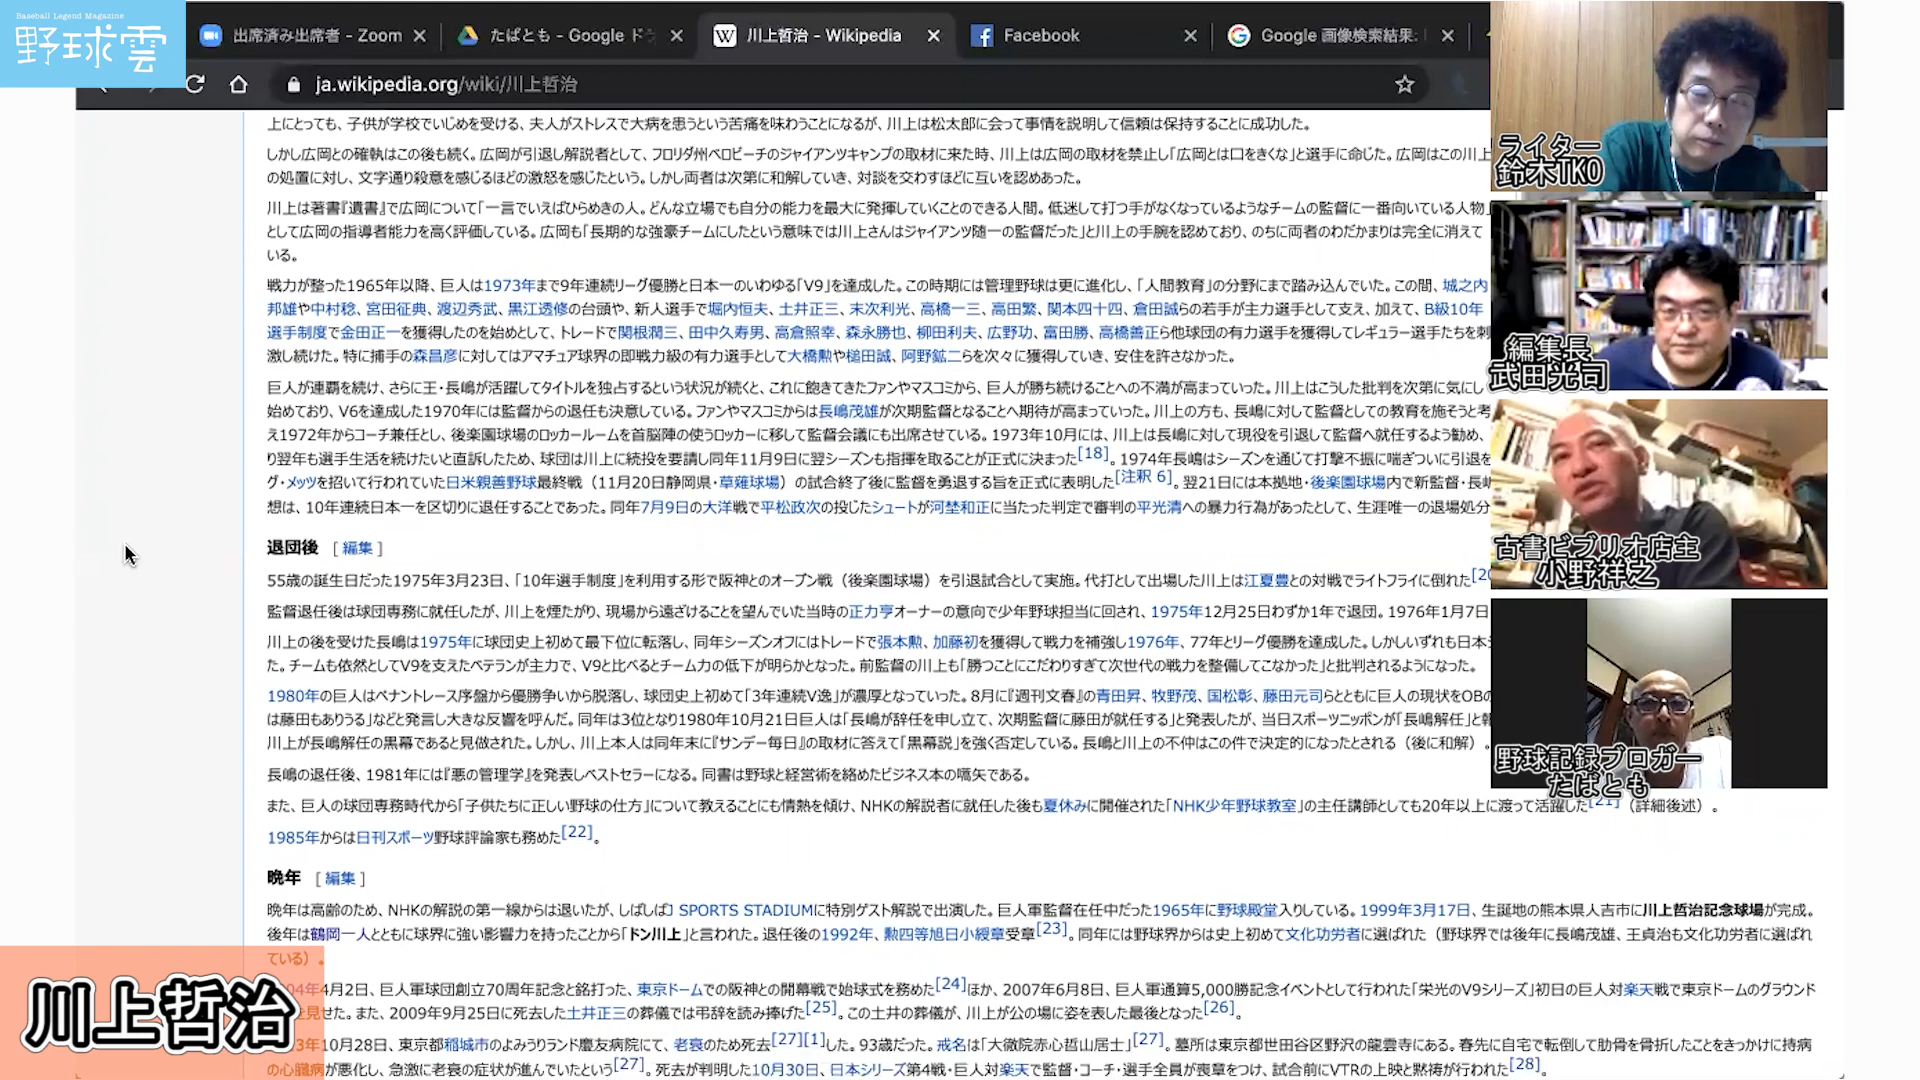 Baseball Legend Magazine
野球雲
出席済み出席者 - Zoom
たばとも - Google ド
川上哲治 - Wikipedia
Facebook
Google 画像検索結果:
ja.wikipedia.org/wiki/川上哲治
上にとっても、子供が学校でいじめを受ける、夫人がストレスで大病を患うという苦痛を味わうことになるが、川上は松太郎に会って事情を説明して信頼は保持することに成功した。
しかし広岡との確執はこの後も続く。広岡が引退し解説者として、フロリダ州ベロビーチのジャイアンツキャンプの取材に来た時、川上は広岡の取材を禁止し「広岡とは口をきくな」と選手に命じた。広岡はこの川上
の処置に対し、文字通り殺意を感じるほどの激怒を感じたという。しかし両者は次第に和解していき、対談を交わすほどに互いを認めあった。
川上は著書『遺書』で広岡について「一言でいえばひらめきの人。どんな立場でも自分の能力を最大に発揮していくことのできる人間。低迷して打つ手がなくなっているようなチームの監督に一番向いている人物」
として広岡の指導者能力を高く評価している。広岡も「長期的な強豪チームにしたという意味では川上さんはジャイアンツ随一の監督だった」と川上の手腕を認めており、のちに両者のわだかまりは完全に消えて
いる。
戦力が整った1965年以降、巨人は1973年まで9年連続リーグ優勝と日本一のいわゆる「V9」を達成した。この時期には管理野球は更に進化し、「人間教育」の分野にまで踏み込んでいた。この間、城之内
邦雄や中村稔、宮田征典、渡辺秀武、黒江透修の台頭や、新人選手で堀内恒夫、土井正三、末次利光、高橋一三、高田繁、関本四十四、倉田誠らの若手が主力選手として支え、加えて、B級10年
選手制度で金田正一を獲得したのを始めとして、トレードで関根潤三、田中久寿男、高倉照幸、森永勝也、柳田利夫、広野功、富田勝、高橋善正ら他球団の有力選手を獲得してレギュラー選手たちを刺
激し続けた。特に捕手の森昌彦に対してはアマチュア球界の即戦力級の有力選手として大橋勲や槌田誠、阿野鉱二らを次々に獲得していき、安住を許さなかった。
巨人が連覇を続け、さらに王・長嶋が活躍してタイトルを独占するという状況が続くと、これに飽きてきたファンやマスコミから、巨人が勝ち続けることへの不満が高まっていった。川上はこうした批判を次第に気にし
始めており、V6を達成した1970年には監督からの退任も決意している。ファンやマスコミからは長嶋茂雄が次期監督となることへ期待が高まっていった。川上の方も、長嶋に対して監督としての教育を施そうと考
え1972年からコーチ兼任とし、後楽園球場のロッカールームを首脳陣の使うロッカーに移して監督会議にも出席させている。1973年10月には、川上は長嶋に対して現役を引退して監督へ就任するよう勧め、
り翌年も選手生活を続けたいと直訴したため、球団は川上に続投を要請し同年11月9日に翌シーズンも指揮を取ることが正式に決まった[18]。1974年長嶋はシーズンを通じて打撃不振に喘ぎついに引退を
グ・メッツを招いて行われていた日米親善野球最終戦（11月20日静岡県・草薙球場）の試合終了後に監督を勇退する旨を正式に表明した[注釈 6]。翌21日には本拠地・後楽園球場内で新監督・長嶋
想は、10年連続日本一を区切りに退任することであった。同年7月9日の大洋戦で平松政次の投じたシュートが河埜和正に当たった判定で審判の平光清への暴力行為があったとして、生涯唯一の退場処分
退団後 [ 編集 ]
55歳の誕生日だった1975年3月23日、「10年選手制度」を利用する形で阪神とのオープン戦（後楽園球場）を引退試合として実施。代打として出場した川上は江夏豊との対戦でライトフライに倒れた[20
監督退任後は球団専務に就任したが、川上を煙たがり、現場から遠ざけることを望んでいた当時の正力亨オーナーの意向で少年野球担当に回され、1975年12月25日わずか1年で退団。1976年1月7日
川上の後を受けた長嶋は1975年に球団史上初めて最下位に転落し、同年シーズンオフにはトレードで張本勲、加藤初を獲得して戦力を補強し1976年、77年とリーグ優勝を達成した。しかしいずれも日本シ
た。チームも依然としてV9を支えたベテランが主力で、V9と比べるとチーム力の低下が明らかとなった。前監督の川上も「勝つことにこだわりすぎて次世代の戦力を整備してこなかった」と批判されるようになった。
1980年の巨人はペナントレース序盤から優勝争いから脱落し、球団史上初めて「3年連続V逸」が濃厚となっていった。8月に『週刊文春』の青田昇、牧野茂、国松彰、藤田元司らとともに巨人の現状をOBの
は藤田もありうる」などと発言し大きな反響を呼んだ。同年は3位となり1980年10月21日巨人は「長嶋が辞任を申し立て、次期監督に藤田が就任する」と発表したが、当日スポーツニッポンが「長嶋解任」と報
川上が長嶋解任の黒幕であると見做された。しかし、川上本人は同年末に『サンデー毎日』の取材に答えて「黒幕説」を強く否定している。長嶋と川上の不仲はこの件で決定的になったとされる（後に和解）。
長嶋の退任後、1981年には『悪の管理学』を発表しベストセラーになる。同書は野球と経営術を絡めたビジネス本の嚆矢である。
また、巨人の球団専務時代から「子供たちに正しい野球の仕方」について教えることにも情熱を傾け、NHKの解説者に就任した後も夏休みに開催された「NHK少年野球教室」の主任講師としても20年以上に渡って活躍した[21]（詳細後述）。
1985年からは日刊スポーツ野球評論家も務めた[22]。
晩年 [ 編集 ]
晩年は高齢のため、NHKの解説の第一線からは退いたが、しばしばJ SPORTS STADIUMに特別ゲスト解説で出演した。巨人軍監督在任中だった1965年に野球殿堂入りしている。1999年3月17日、生誕地の熊本県人吉市に川上哲治記念球場が完成。
後年は鶴岡一人とともに球界に強い影響力を持ったことから「ドン川上」と言われた。退任後の1992年、勲四等旭日小綬章受章[23]。同年には野球界からは史上初めて文化功労者に選ばれた（野球界では後年に長嶋茂雄、王貞治も文化功労者に選ばれ
ている）。
04年4月2日、巨人軍球団創立70周年記念と銘打った、東京ドームでの阪神との開幕戦で始球式を務めた[24]ほか、2007年6月8日、巨人軍通算5,000勝記念イベントとして行われた「栄光のV9シリーズ」初日の巨人対楽天戦で東京ドームのグラウンド
を見せた。また、2009年9月25日に死去した土井正三の葬儀では弔辞を読み捧げた[25]。この土井の葬儀が、川上が公の場に姿を表した最後となった[26]。
3年10月28日、東京都稲城市のよみうりランド慶友病院にて、老衰のため死去[27][1]した。93歳だった。戒名は「大徹院赤心哲山居士」[27]。墓所は東京都世田谷区野沢の龍雲寺にある。春先に自宅で転倒して肋骨を骨折したことをきっかけに持病
の心臓病が悪化し、急激に老衰の症状が進んでいたという[27]。死去が判明した10月30日、日本シリーズ第4戦・巨人対楽天で監督・コーチ・選手全員が喪章をつけ、試合前にVTRの上映と黙祷が行われた[28]。
川上哲治
ライター
鈴木TKO
編集長
武田光司
古書ビブリオ店主
小野祥之
野球記録ブロガー
たばとも